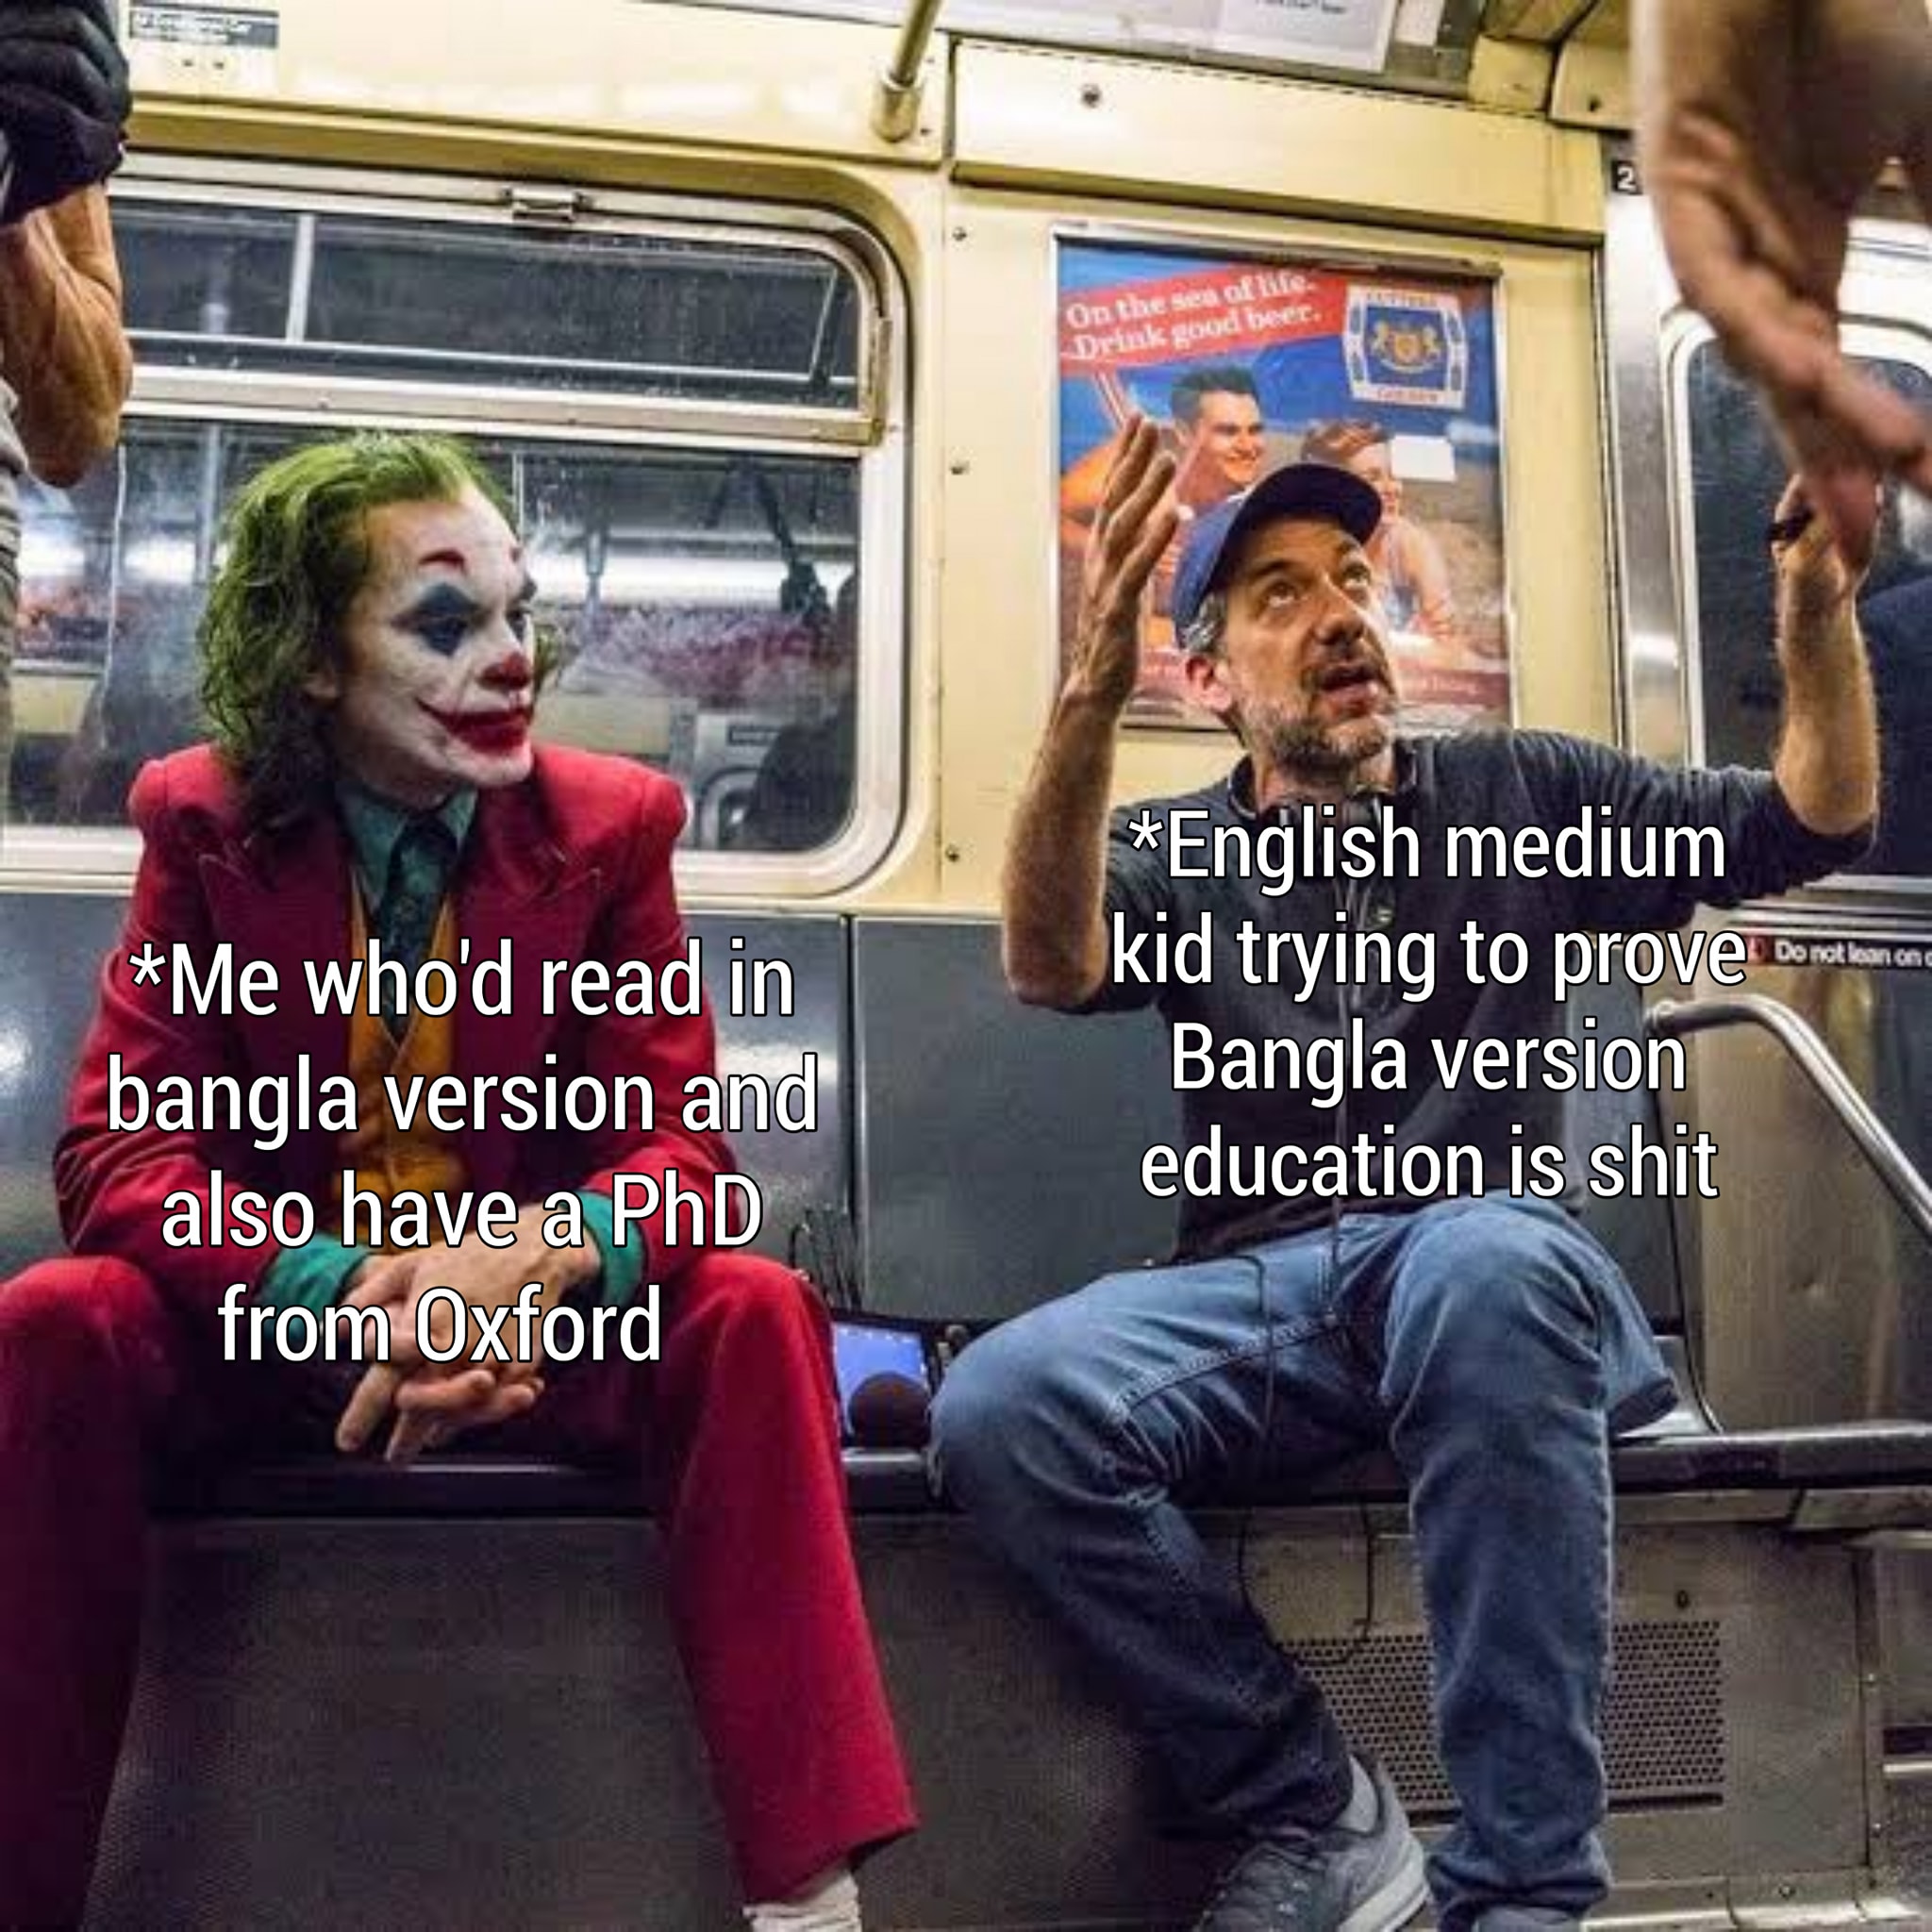 On the sea of life.
Drink good beer.
2
Do not lean on
*Me who'd read in
bangla version and
also have a PhD
from Oxford
*English medium
kid trying to prove
Bangla version
education is shit